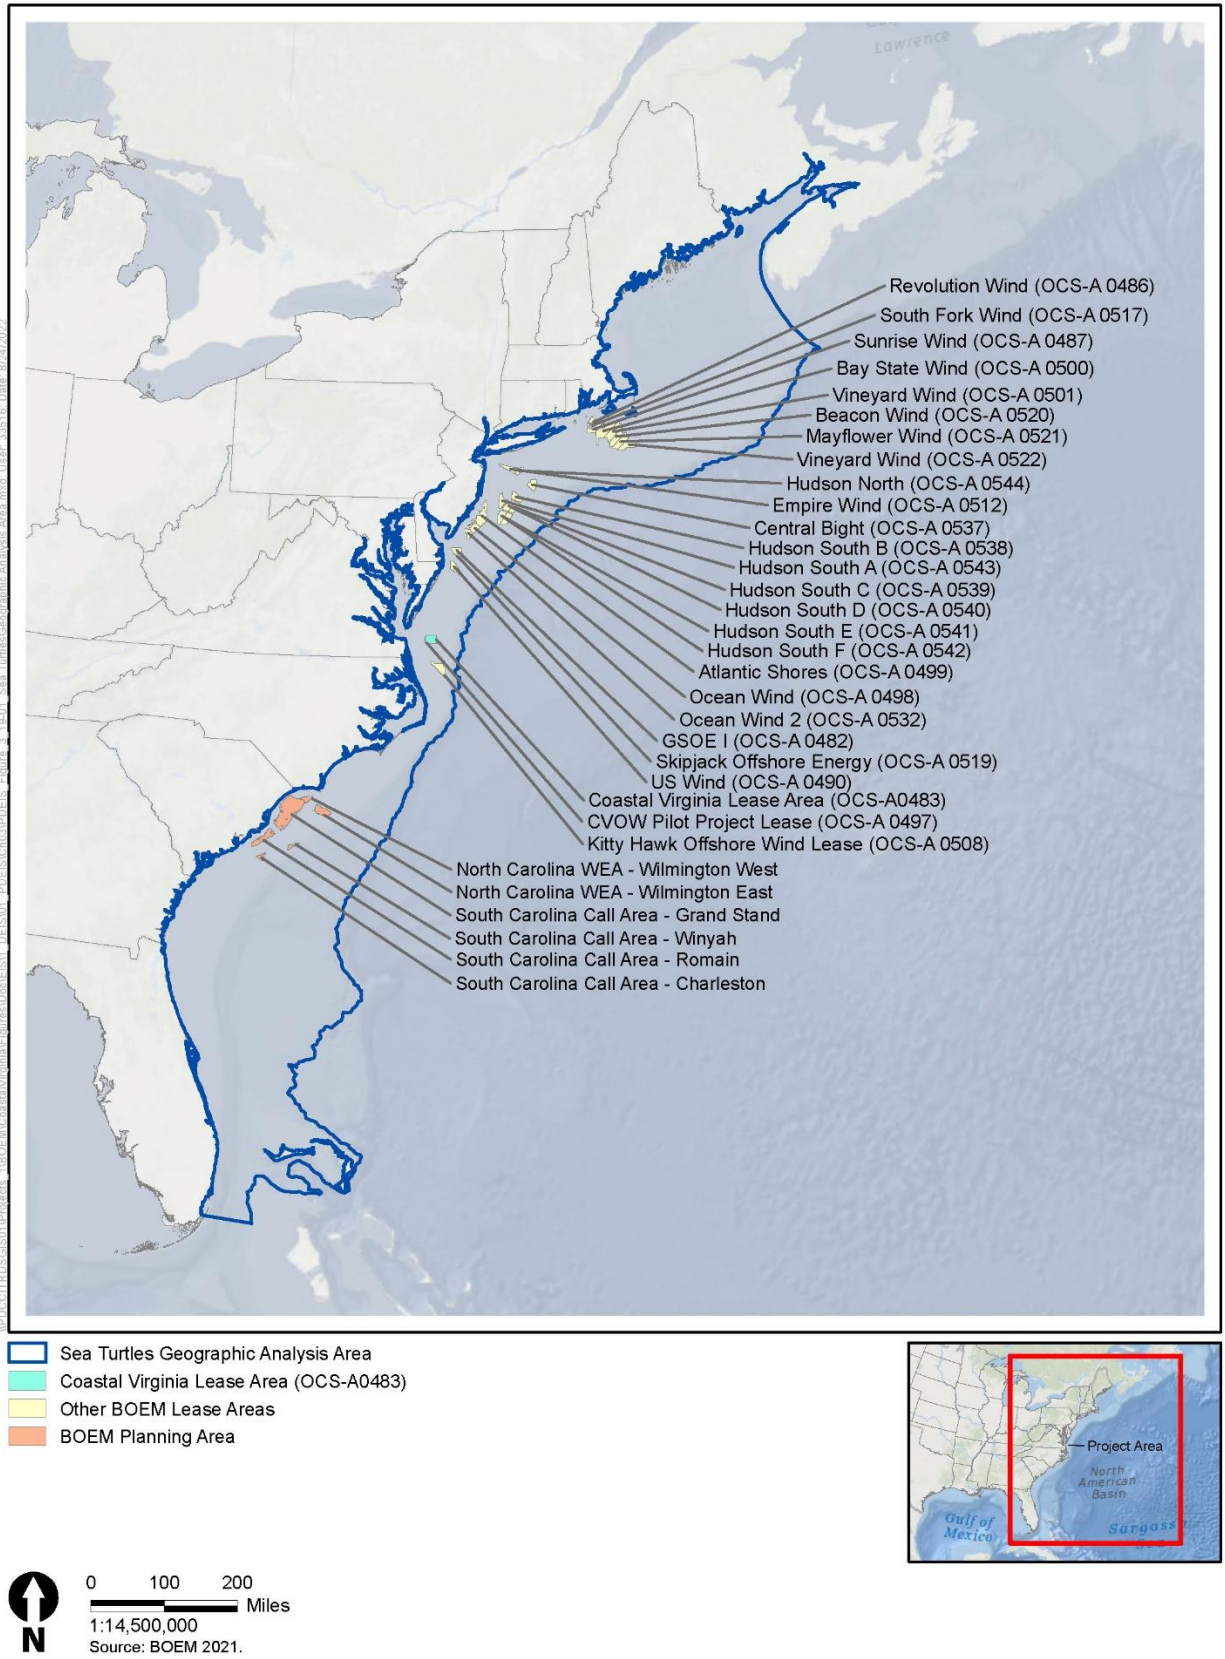 Lawrence
Revolution Wind (OCS-A 0486)
South Fork Wind (OCS-A 0517)
Sunrise Wind (OCS-A 0487)
Bay State Wind (OCS-A 0500)
Vineyard Wind (OCS-A 0501)
Beacon Wind (OCS-A 0520)
Mayflower Wind (OCS-A 0521)
Vineyard Wind (OCS-A 0522)
Hudson North (OCS-A 0544)
Empire Wind (OCS-A 0512)
Central Bight (OCS-A 0537)
Hudson South B (OCS-A 0538)
Hudson South A (OCS-A 0543)
Hudson South C (OCS-A 0539)
Hudson South D (OCS-A 0540)
Hudson South E (OCS-A 0541)
Hudson South F (OCS-A 0542)
Atlantic Shores (OCS-A 0499)
Ocean Wind (OCS-A 0498)
Ocean Wind 2 (OCS-A 0532)
GSOE I (OCS-A 0482)
Skipjack Offshore Energy (OCS-A 0519)
US Wind (OCS-A 0490)
Coastal Virginia Lease Area (OCS-A0483)
CVOW Pilot Project Lease (OCS-A 0497)
Kitty Hawk Offshore Wind Lease (OCS-A 0508)
North Carolina WEA - Wilmington West
North Carolina WEA - Wilmington East
South Carolina Call Area - Grand Stand
South Carolina Call Area - Winyah
South Carolina Call Area - Romain
South Carolina Call Area - Charleston
Sea Turtles Geographic Analysis Area
Coastal Virginia Lease Area (OCS-A0483)
Other BOEM Lease Areas
BOEM Planning Area
Project Area
North
American
Basin
Gulf of
Mexico
Sargass
0 100 200
Miles
1:14,500,000
Source: BOEM 2021.
N